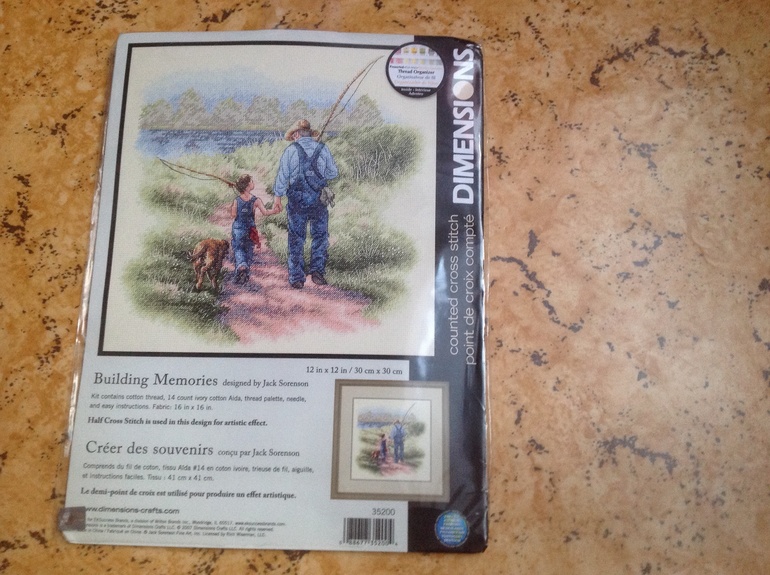 Thread Organizer
DIMENSIONS
counted cross stitch
point de croix compté
12 in x 12 in / 30 cm x 30 cm
Building Memories designed by Jack Sorenson
Kit contains cotton thread, 14 count ivory cotton Aida, thread palette, needle,
and easy instructions. Fabric: 16 in x 16 in.
Half Cross Stitch is used in this design for artistic effect.
Créer des souvenirs conçu par Jack Sorenson
Comprends du fil de coton, tissu Aida #14 en coton ivoire, trieuse de fil, aiguille,
et instructions faciles. Tissu : 41 cm x 41 cm.
Le demi-point de croix est utilisé pour produire un effet artistique.
www.dimensions-crafts.com
35200